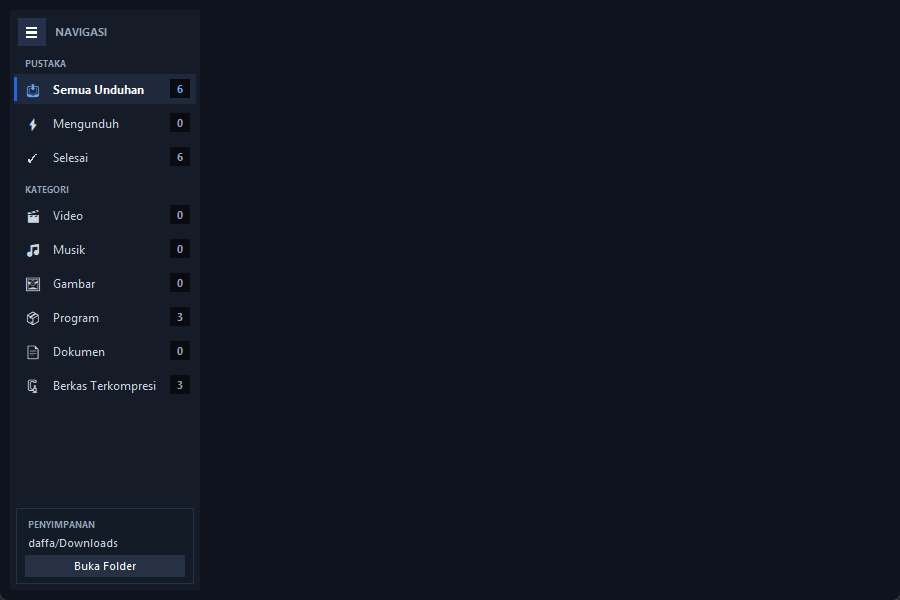 NAVIGASI
PUSTAKA
Semua Unduhan 6
Mengunduh 0
Selesai 6
KATEGORI
Video 0
Musik 0
Gambar 0
Program 3
Dokumen 0
Berkas Terkompresi 3
PENYIMPANAN
daffa/Downloads
Buka Folder